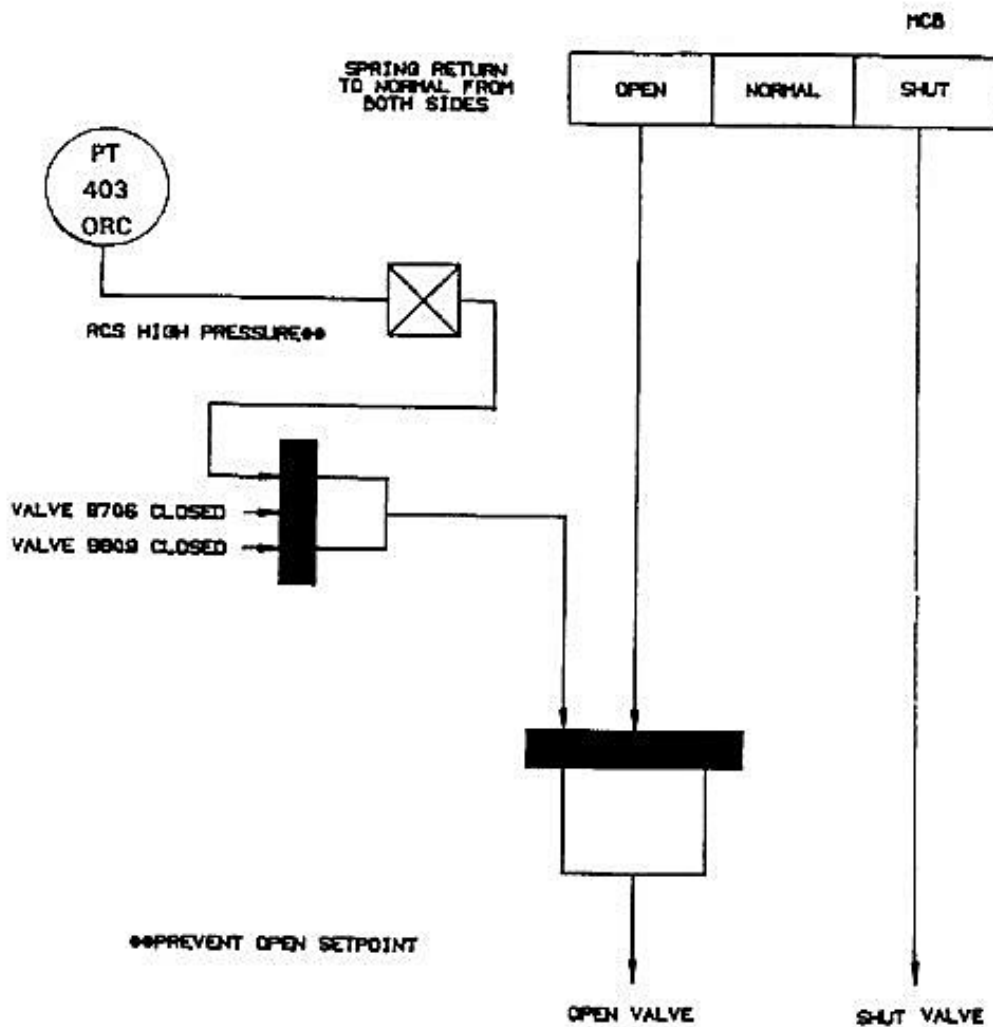 MCB
SPRING RETURN
TO NORMAL FROM
BOTH SIDES
OPEN
NORMAL
SHUT
PT
403
ORC
RCS HIGH PRESSURE**
VALVE 8706 CLOSED
VALVE 8809 CLOSED
**PREVENT OPEN SETPOINT
OPEN VALVE
SHUT VALVE